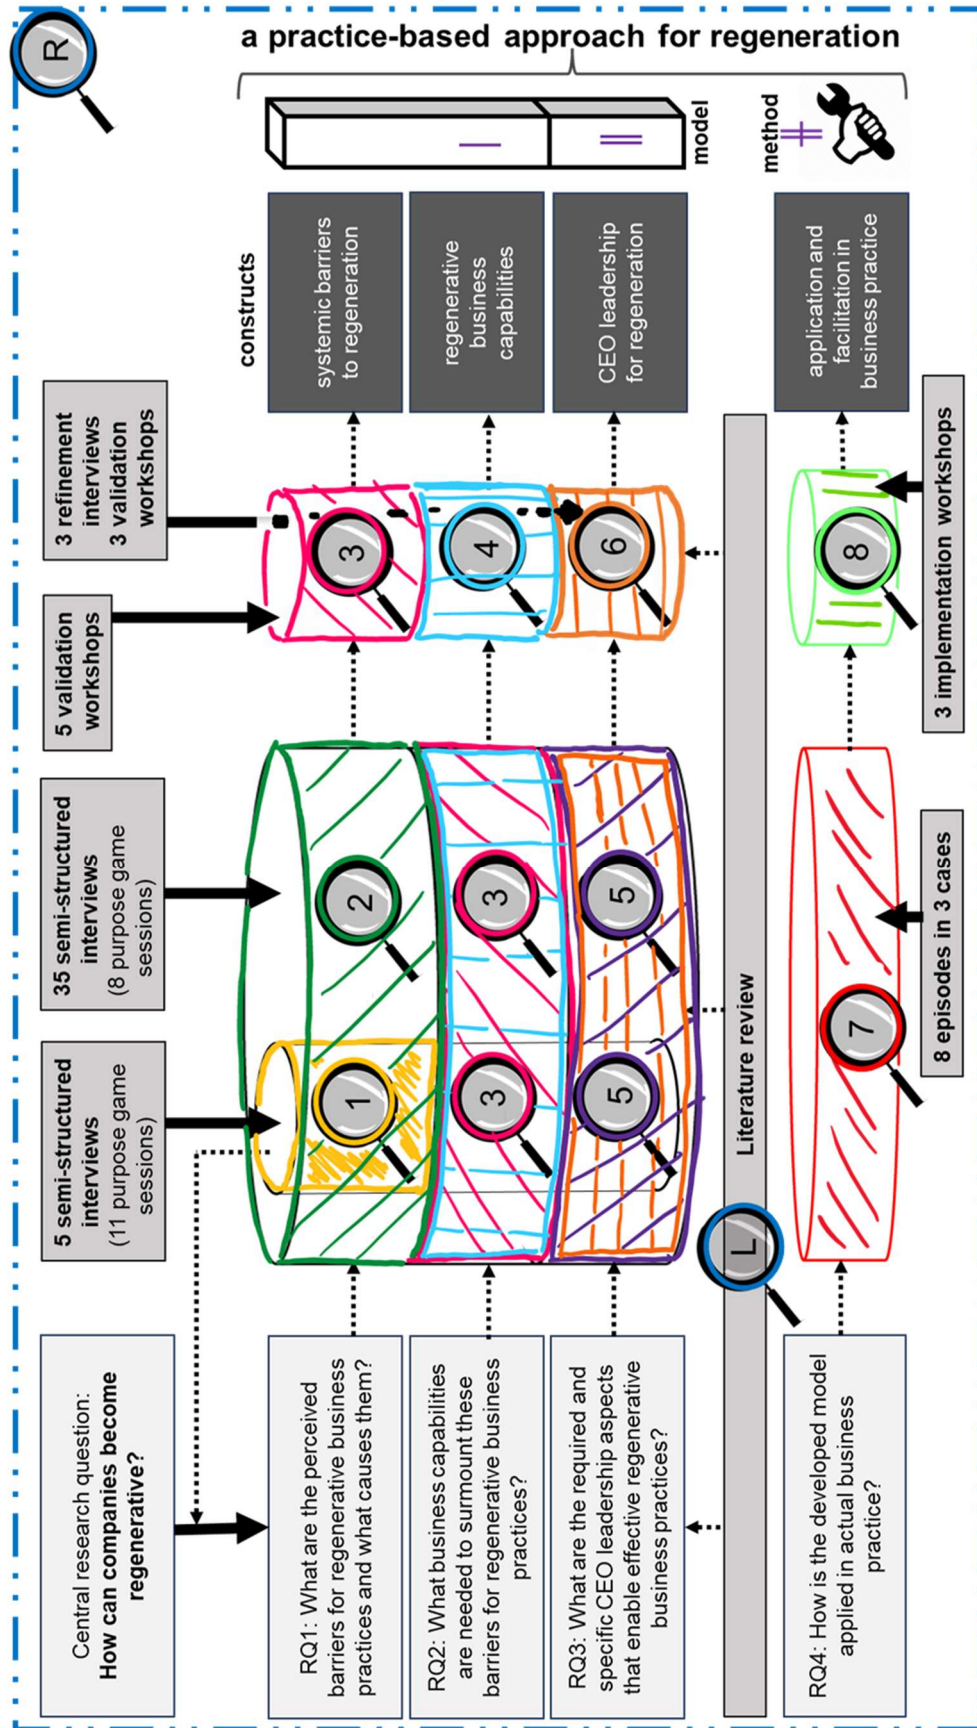 R
Central research question:
How can companies become
regenerative?
5 semi-structured
interviews
(11 purpose game
sessions)
35 semi-structured
interviews
(8 purpose game
sessions)
5 validation
workshops
3 refinement
interviews
3 validation
workshops
constructs
a practice-based approach for regeneration
RQ1: What are the perceived
barriers for regenerative business
practices and what causes them?
1
2
3
systemic barriers
to regeneration
RQ2: What business capabilities
are needed to surmount these
barriers for regenerative business
practices?
3
3
4
regenerative
business
capabilities
I
RQ3: What are the required and
specific CEO leadership aspects
that enable effective regenerative
business practices?
5
5
6
CEO leadership
for regeneration
II
model
L
Literature review
RQ4: How is the developed model
applied in actual business
practice?
7
8
application and
facilitation in
business practice
method
8 episodes in 3 cases
3 implementation workshops